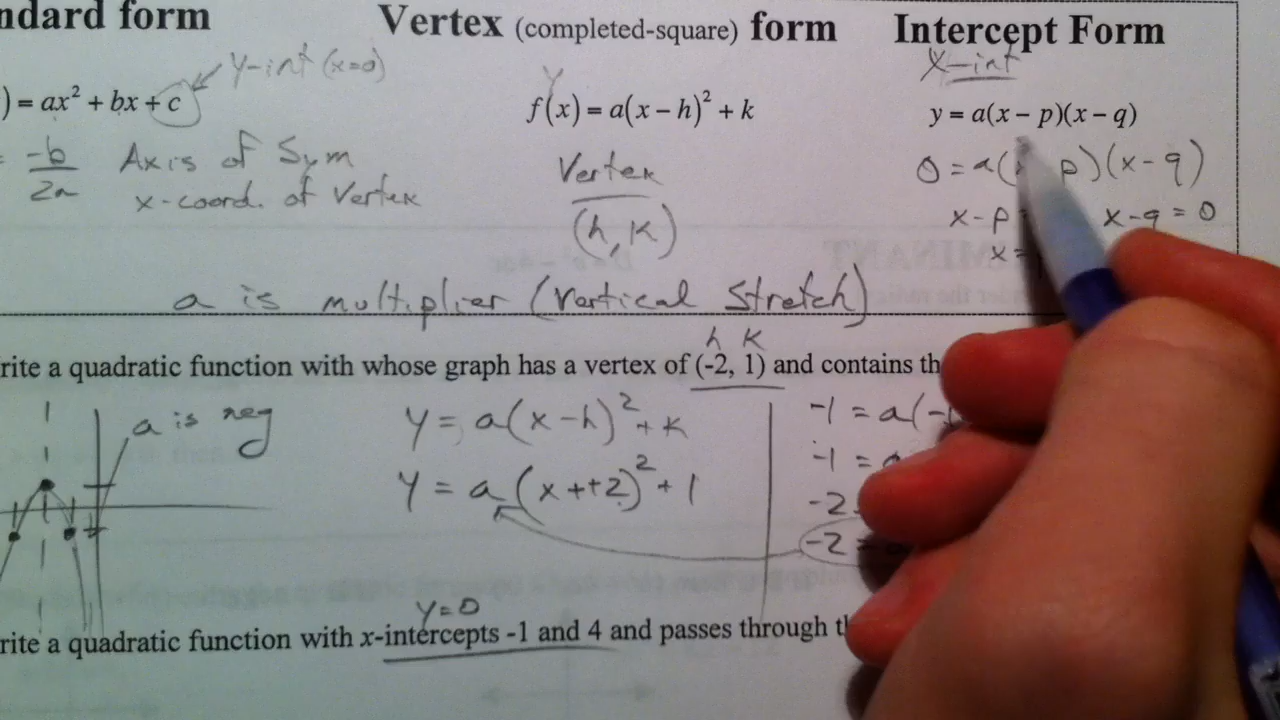 ndard form
Vertex (completed-square) form
Intercept Form
y-int (x=0)
x-int
) = ax² + bx + c
y
f(x) = a(x − h)² + k
y = a(x − p)(x − q)
-b/2a Axis of Sym
x-coord. of Vertex
Vertex
(h, k)
0 = a( p)(x - q)
x - p x - q = 0
x =
a is multiplier (Vertical Stretch)
h k
rite a quadratic function with whose graph has a vertex of (-2, 1) and contains th
a is neg
y = a(x - h)² + k
y = a(x + +2)² + 1
-1 = a(-1
-1 =
-2
-2 =
y = 0
rite a quadratic function with x-intercepts -1 and 4 and passes through